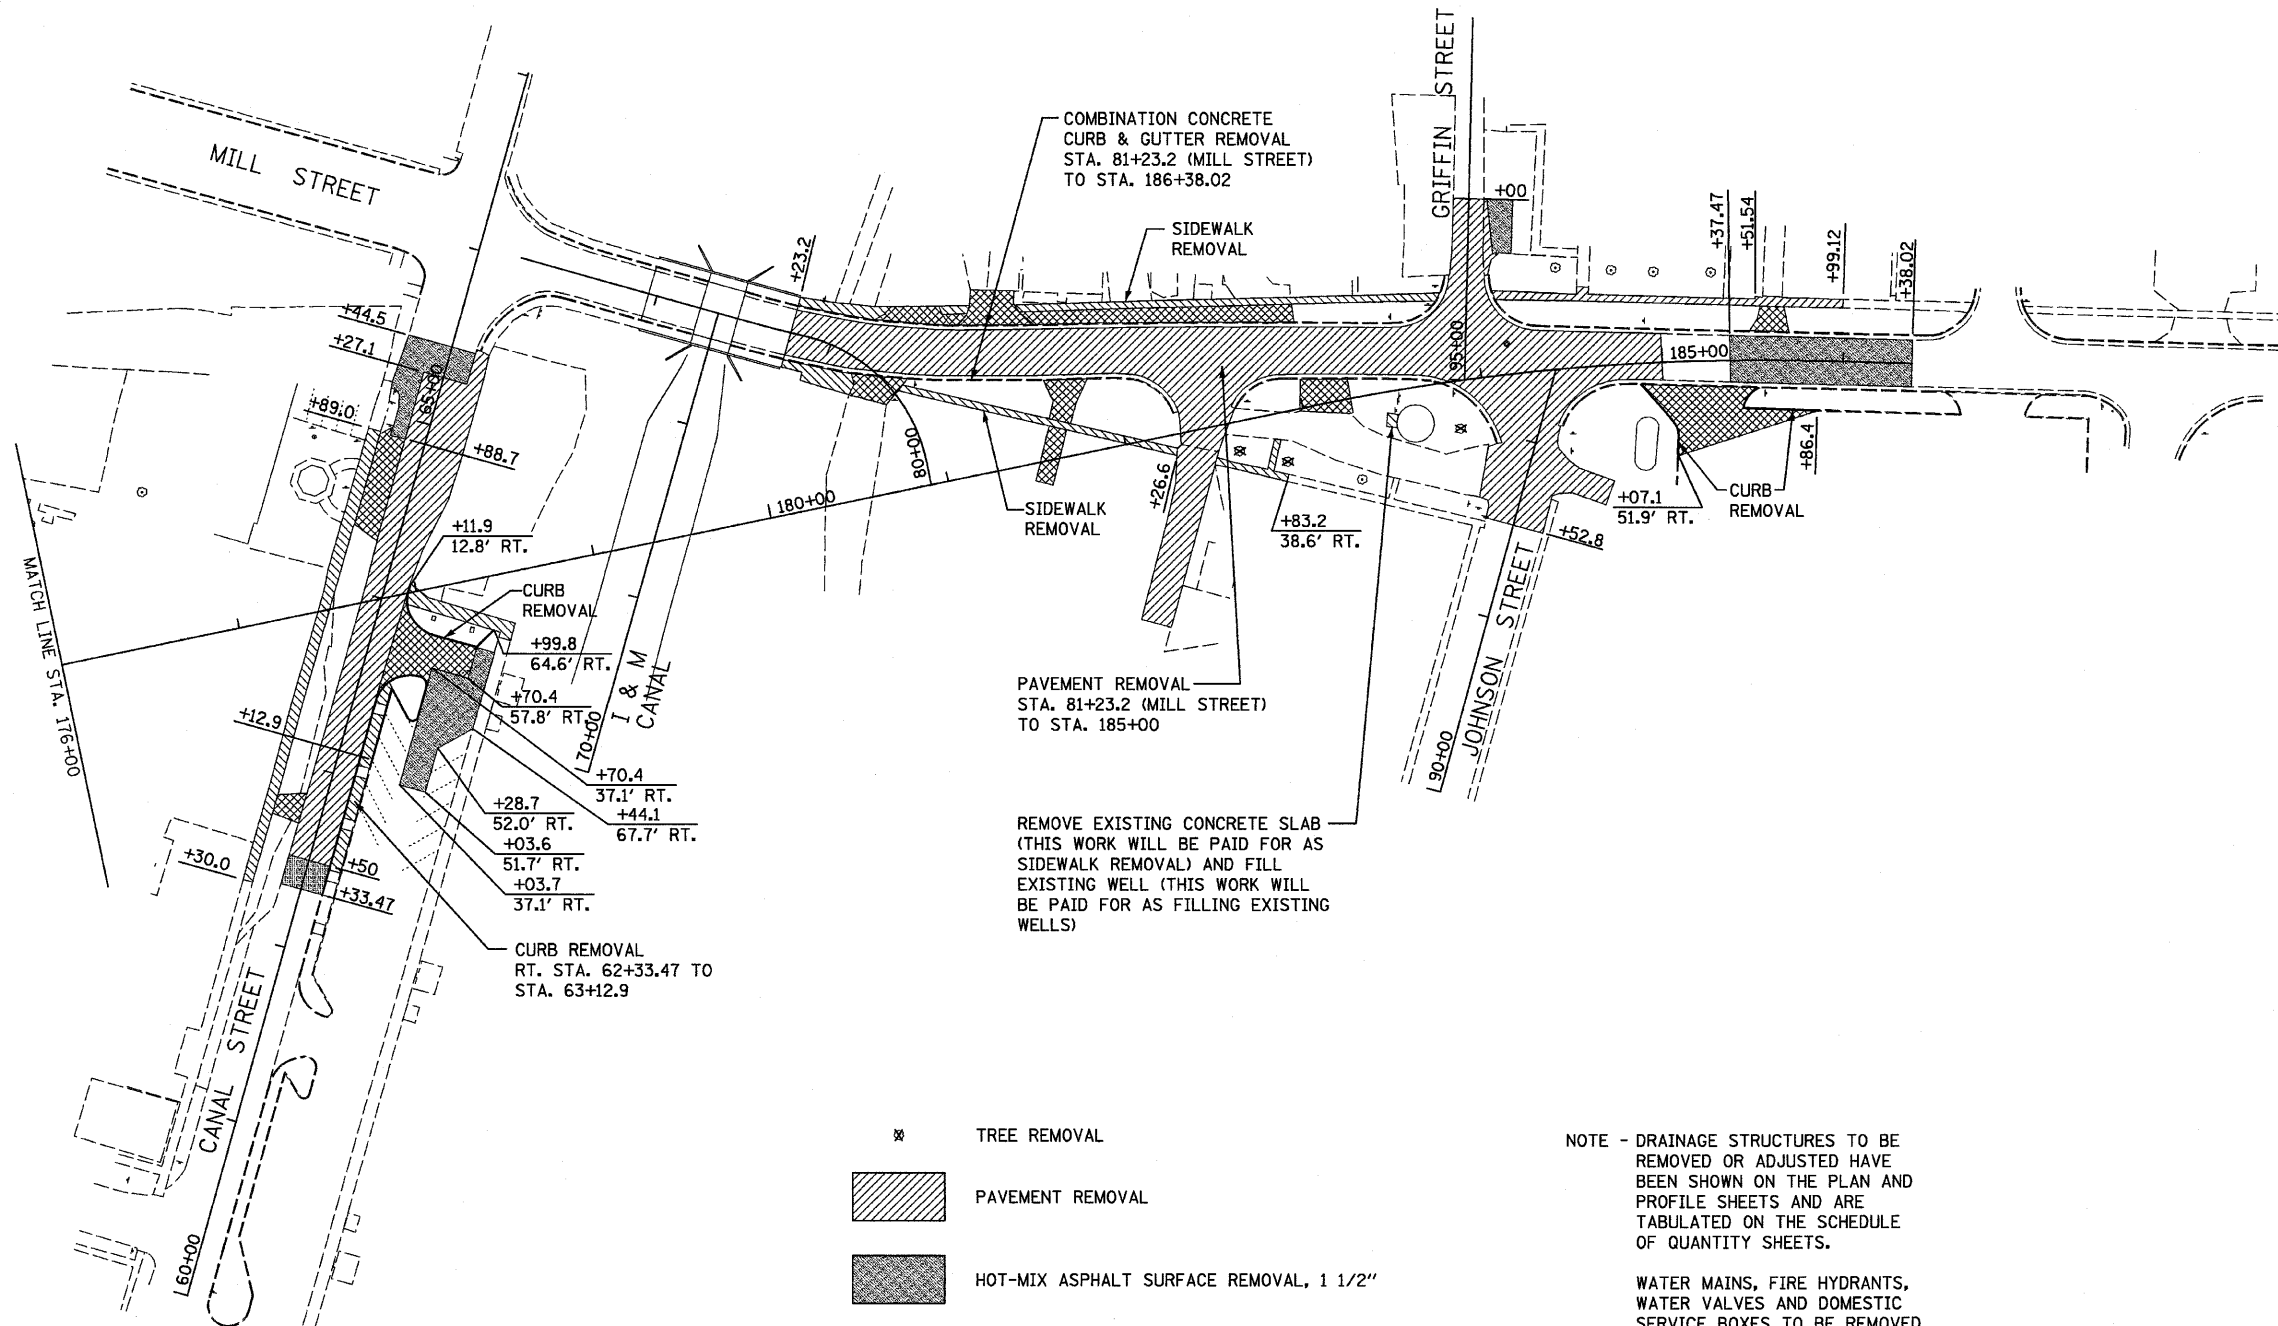 MILL STREET
COMBINATION CONCRETE
CURB & GUTTER REMOVAL
STA. 81+23.2 (MILL STREET)
TO STA. 186+38.02
GRIFFIN STREET
SIDEWALK
REMOVAL
+00
+23.2
+37.47
+51.54
+99.12
+38.02
+44.5
+27.1
65+00
+89.0
+88.7
95+00
185+00
80+00
180+00
+11.9
12.8' RT.
SIDEWALK
REMOVAL
+26.6
+83.2
38.6' RT.
+07.1
51.9' RT.
CURB
REMOVAL
+86.4
+52.8
MATCH LINE STA. 176+00
CURB
REMOVAL
+99.8
64.6' RT.
+70.4
57.8' RT.
I & M
CANAL
70+00
+12.9
+70.4
37.1' RT.
+28.7
52.0' RT.
+44.1
67.7' RT.
+03.6
51.7' RT.
+03.7
37.1' RT.
+30.0
+50
+33.47
PAVEMENT REMOVAL
STA. 81+23.2 (MILL STREET)
TO STA. 185+00
JOHNSON STREET
90+00
REMOVE EXISTING CONCRETE SLAB
(THIS WORK WILL BE PAID FOR AS
SIDEWALK REMOVAL) AND FILL
EXISTING WELL (THIS WORK WILL
BE PAID FOR AS FILLING EXISTING
WELLS)
CURB REMOVAL
RT. STA. 62+33.47 TO
STA. 63+12.9
CANAL STREET
60+00
TREE REMOVAL
PAVEMENT REMOVAL
HOT-MIX ASPHALT SURFACE REMOVAL, 1 1/2"
NOTE - DRAINAGE STRUCTURES TO BE
REMOVED OR ADJUSTED HAVE
BEEN SHOWN ON THE PLAN AND
PROFILE SHEETS AND ARE
TABULATED ON THE SCHEDULE
OF QUANTITY SHEETS.
WATER MAINS, FIRE HYDRANTS,
WATER VALVES AND DOMESTIC
SERVICE BOXES TO BE REMOVED